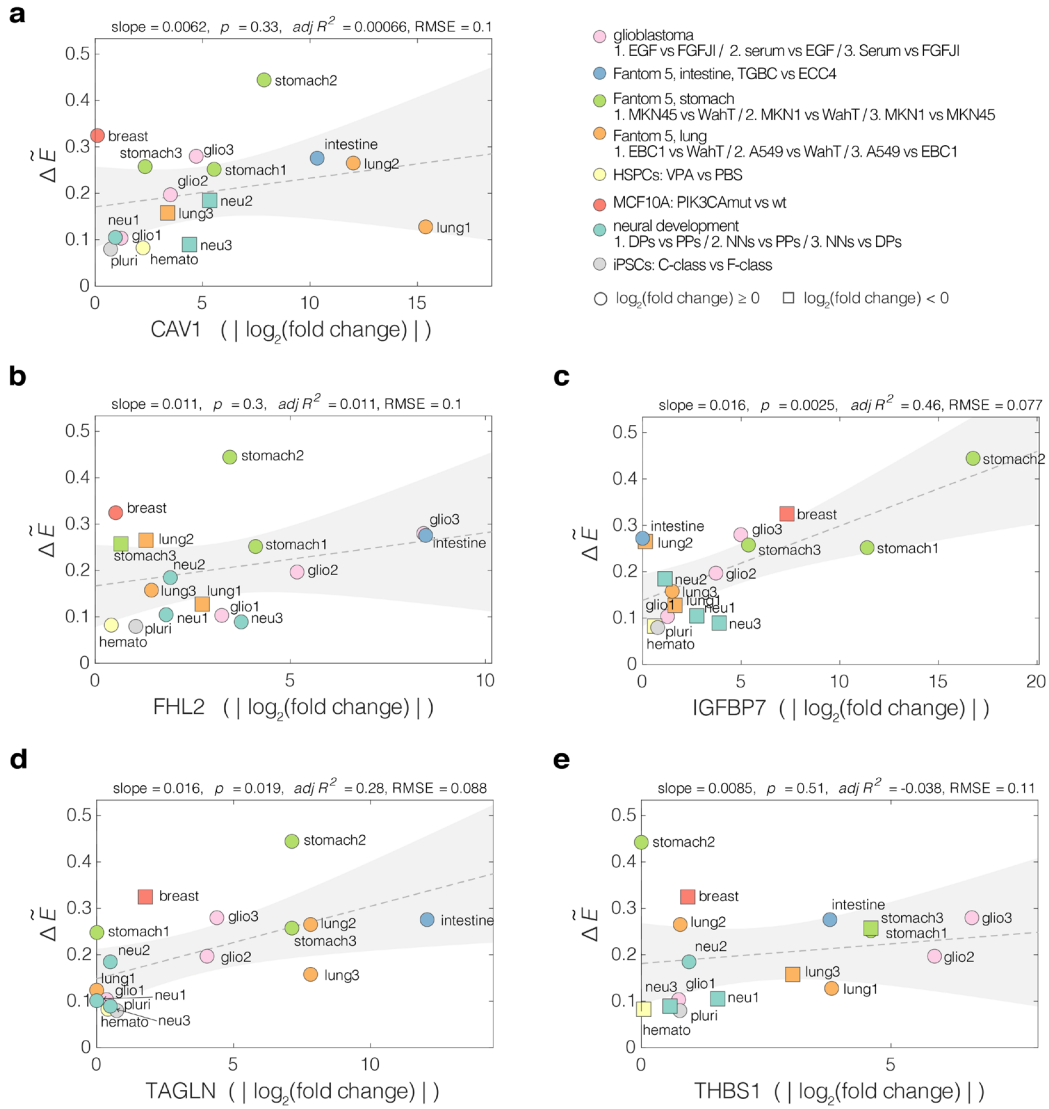 a
slope = 0.0062, p = 0.33, adj R² = 0.00066, RMSE = 0.1
0.5
0.4
0.3
0.2
0.1
0
Δ Ẽ
stomach2
breast
stomach3
glio3
intestine
lung2
stomach1
glio2
neu2
lung3
neu1
glio1
lung1
neu3
pluri
hemato
0 5 10 15
CAV1 ( | log₂(fold change) | )
glioblastoma
1. EGF vs FGFJI / 2. serum vs EGF / 3. Serum vs FGFJI
Fantom 5, intestine, TGBC vs ECC4
Fantom 5, stomach
1. MKN45 vs WahT / 2. MKN1 vs WahT / 3. MKN1 vs MKN45
Fantom 5, lung
1. EBC1 vs WahT / 2. A549 vs WahT / 3. A549 vs EBC1
HSPCs: VPA vs PBS
MCF10A: PIK3CAmut vs wt
neural development
1. DPs vs PPs / 2. NNs vs PPs / 3. NNs vs DPs
iPSCs: C-class vs F-class
log₂(fold change) ≥ 0 log₂(fold change) < 0
b
slope = 0.011, p = 0.3, adj R² = 0.011, RMSE = 0.1
0.5
0.4
0.3
0.2
0.1
0
Δ Ẽ
stomach2
breast
glio3
lung2
stomach1
intestine
stomach3
neu2
glio2
lung3
lung1
neu1
glio1
neu3
hemato
pluri
0 5 10
FHL2 ( | log₂(fold change) | )
c
slope = 0.016, p = 0.0025, adj R² = 0.46, RMSE = 0.077
0.5
0.4
0.3
0.2
0.1
0
Δ Ẽ
stomach2
breast
intestine
glio3
lung2
stomach3
stomach1
neu2
glio2
lung3
glio1
lung1
neu1
neu3
pluri
hemato
0 5 10 15 20
IGFBP7 ( | log₂(fold change) | )
d
slope = 0.016, p = 0.019, adj R² = 0.28, RMSE = 0.088
0.5
0.4
0.3
0.2
0.1
0
Δ Ẽ
stomach2
breast
glio3
lung2
intestine
stomach1
stomach3
neu2
glio2
lung3
lung1
glio1
neu1
pluri
hemato
neu3
0 5 10
TAGLN ( | log₂(fold change) | )
e
slope = 0.0085, p = 0.51, adj R² = -0.038, RMSE = 0.11
0.5
0.4
0.3
0.2
0.1
0
Δ Ẽ
stomach2
breast
intestine
lung2
stomach3
glio3
stomach1
neu2
glio2
lung3
neu3
glio1
lung1
neu1
pluri
hemato
0 5
THBS1 ( | log₂(fold change) | )